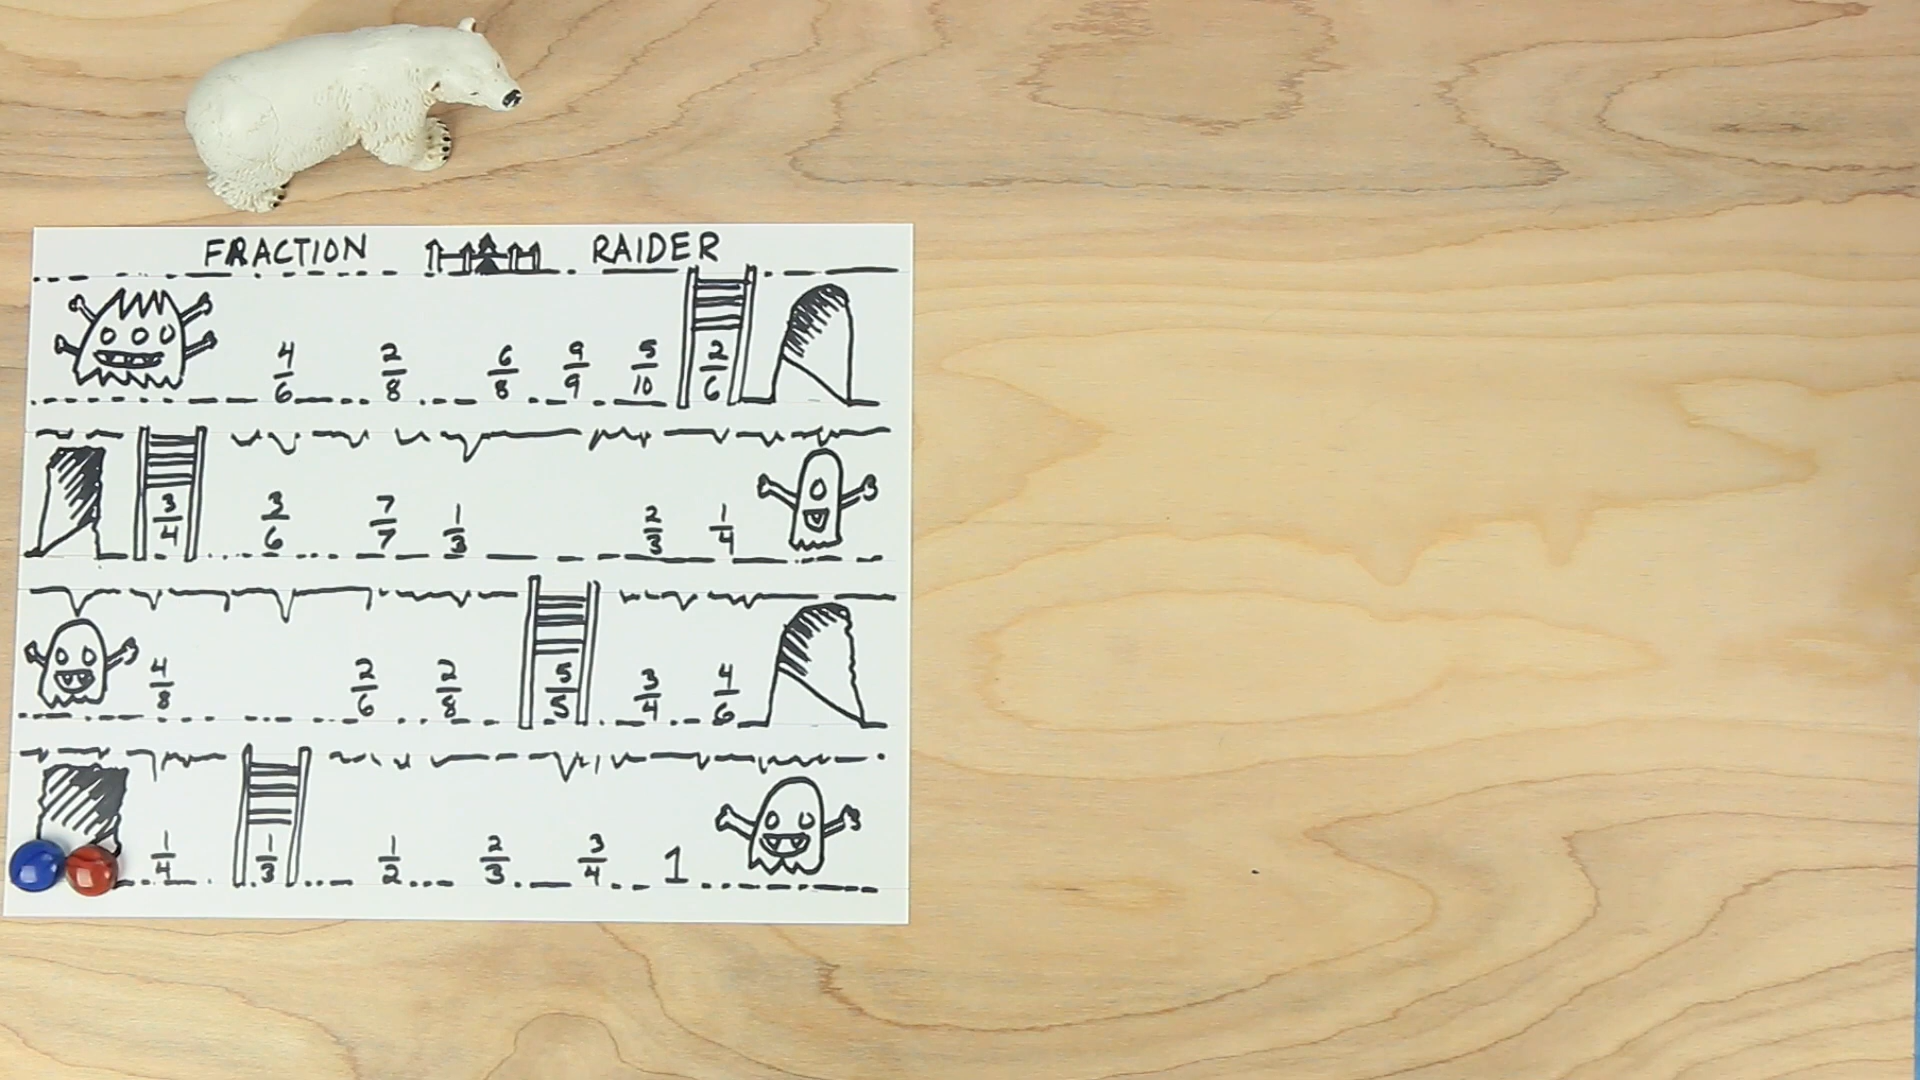 FRACTION RAIDER
4/6 2/8 6/8 9/9 5/10 2/6
3/4 3/6 7/7 1/3 2/3 1/4
4/8 2/6 2/8 5/5 3/4 4/6
1/4 1/3 1/2 2/3 3/4 1